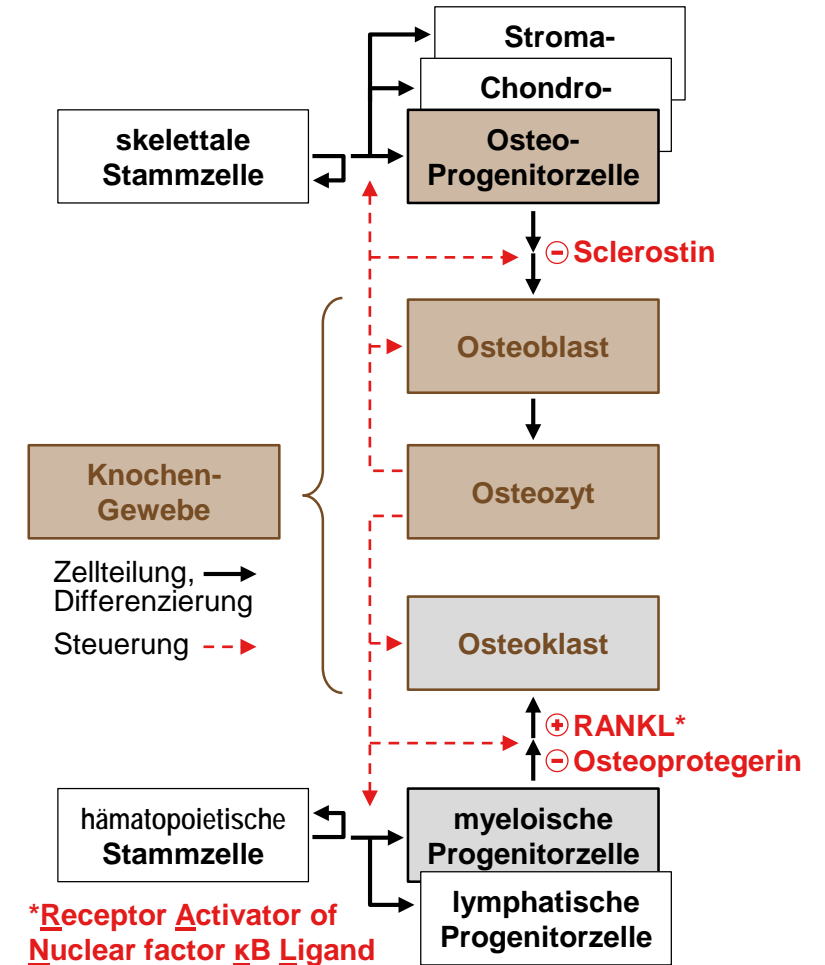 Stroma-
Chondro-
skelettale
Stammzelle
Osteo-
Progenitorzelle
⊖ Sclerostin
Osteoblast
Knochen-
Gewebe
Osteozyt
Zellteilung,
Differenzierung
Steuerung
Osteoklast
⊕ RANKL*
⊖ Osteoprotegerin
hämatopoietische
Stammzelle
myeloische
Progenitorzelle
lymphatische
Progenitorzelle
*Receptor Activator of
Nuclear factor κB Ligand